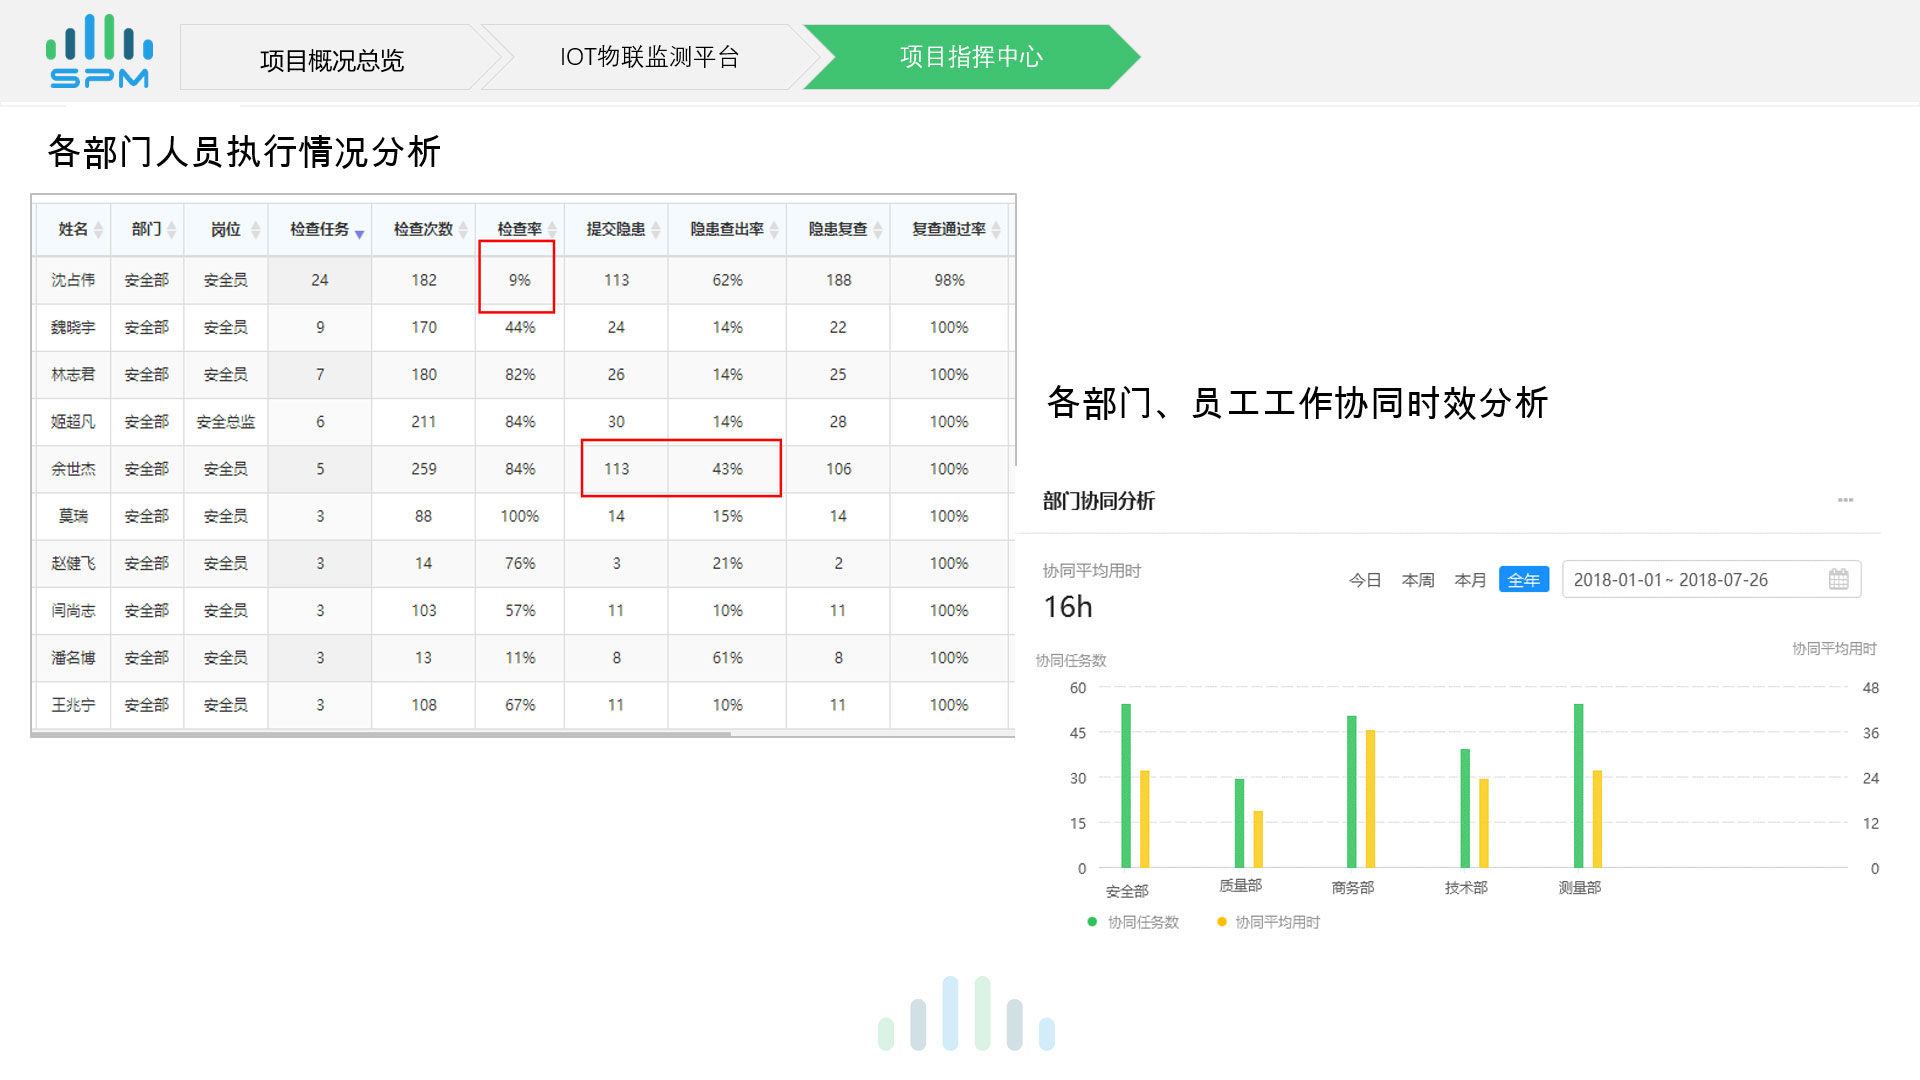 SPM
项目概况总览
IOT物联监测平台
项目指挥中心
各部门人员执行情况分析
姓名 部门 岗位 检查任务 检查次数 检查率 提交隐患 隐患查出率 隐患复查 复查通过率
沈占伟 安全部 安全员 24 182 9% 113 62% 188 98%
魏晓宇 安全部 安全员 9 170 44% 24 14% 22 100%
林志君 安全部 安全员 7 180 82% 26 14% 25 100%
姬超凡 安全部 安全总监 6 211 84% 30 14% 28 100%
余世杰 安全部 安全员 5 259 84% 113 43% 106 100%
莫瑞 安全部 安全员 3 88 100% 14 15% 14 100%
赵健飞 安全部 安全员 3 14 76% 3 21% 2 100%
闫尚志 安全部 安全员 3 103 57% 11 10% 11 100%
潘名博 安全部 安全员 3 13 11% 8 61% 8 100%
王兆宁 安全部 安全员 3 108 67% 11 10% 11 100%
各部门、员工工作协同时效分析
部门协同分析
协同平均用时
16h
今日 本周 本月 全年 2018-01-01~ 2018-07-26
协同任务数 协同平均用时
60 48
45 36
30 24
15 12
0 0
安全部 质量部 商务部 技术部 测量部
协同任务数 协同平均用时